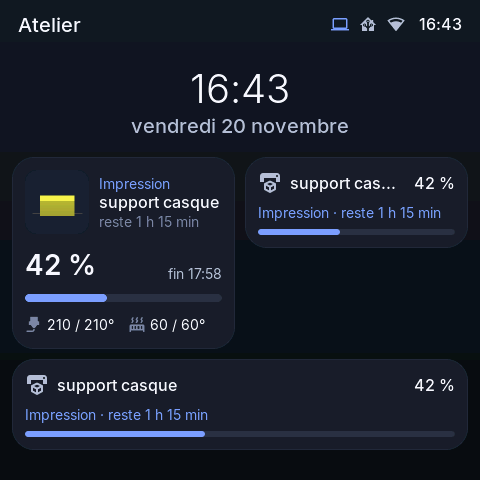 Atelier
16:43
16:43
vendredi 20 novembre
Impression
support casque
reste 1 h 15 min
42 %
fin 17:58
210 / 210°
60 / 60°
support cas…
42 %
Impression · reste 1 h 15 min
support casque
42 %
Impression · reste 1 h 15 min